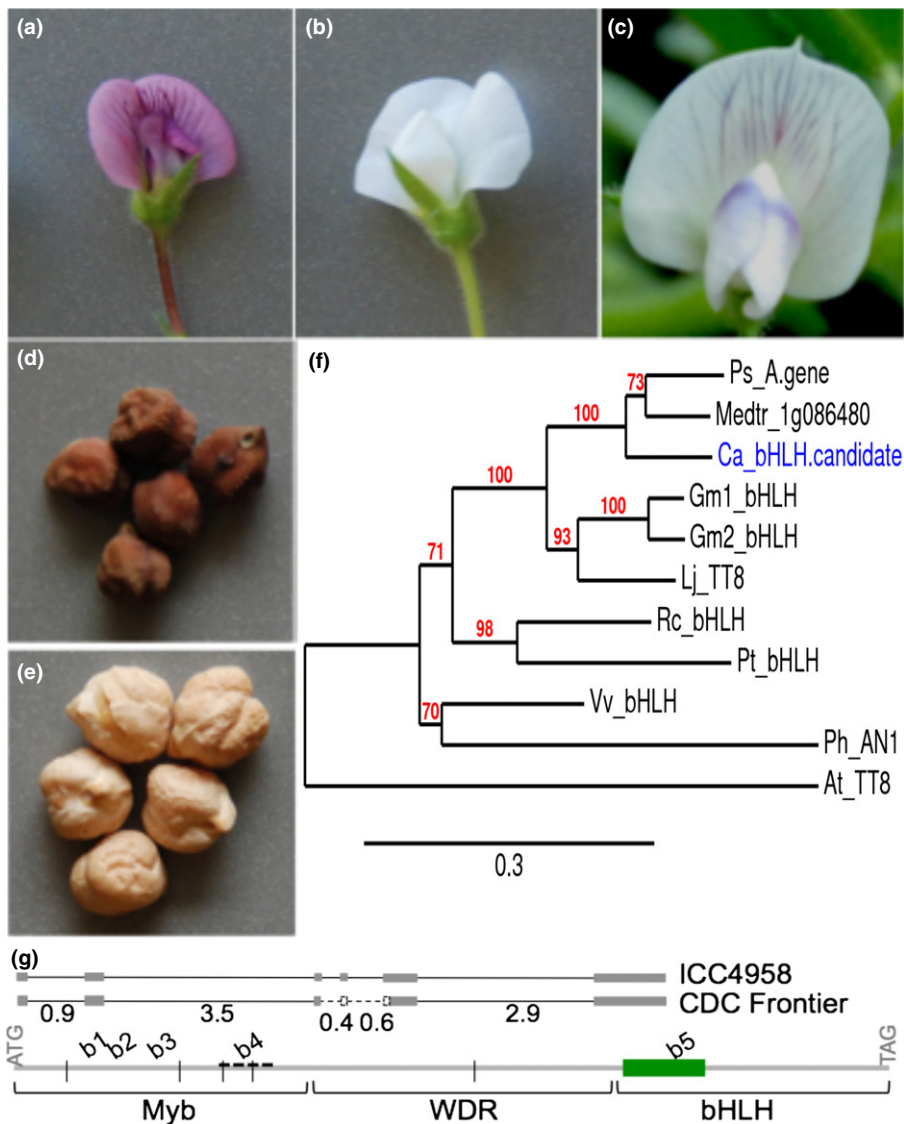 (a)
(b)
(c)
(d)
(e)
(f)
73
Ps_A.gene
Medtr_1g086480
100
Ca_bHLH.candidate
100
Gm1_bHLH
100
Gm2_bHLH
93
Lj_TT8
71
Rc_bHLH
98
Pt_bHLH
Vv_bHLH
70
Ph_AN1
At_TT8
0.3
(g)
ICC4958
CDC Frontier
0.9 3.5 0.4 0.6 2.9
ATG b1 b2 b3 b4 b5 TAG
Myb WDR bHLH